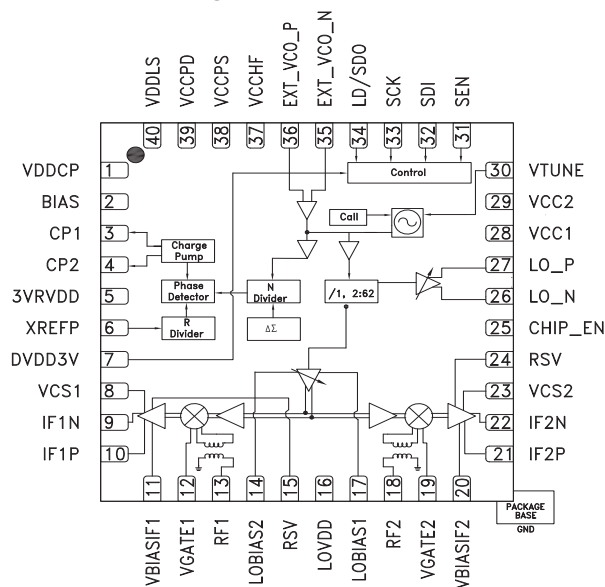 VDDLS
VCCPD
VCCPS
VCCHF
EXT_VCO_P
EXT_VCO_N
LD/SDO
SCK
SDI
SEN
40
39
38
37
36
35
34
33
32
31
VDDCP 1
BIAS 2
CP1 3
CP2 4
3VRVDD 5
XREFP 6
DVDD3V 7
VCS1 8
IF1N 9
IF1P 10
30 VTUNE
29 VCC2
28 VCC1
27 LO_P
26 LO_N
25 CHIP_EN
24 RSV
23 VCS2
22 IF2N
21 IF2P
Control
Call
Charge
Pump
Phase
Detector
R
Divider
N
Divider
ΔΣ
/1, 2:62
11
12
13
14
15
16
17
18
19
20
VBIASIF1
VGATE1
RF1
LOBIAS2
RSV
LOVDD
LOBIAS1
RF2
VGATE2
VBIASIF2
PACKAGE
BASE
GND